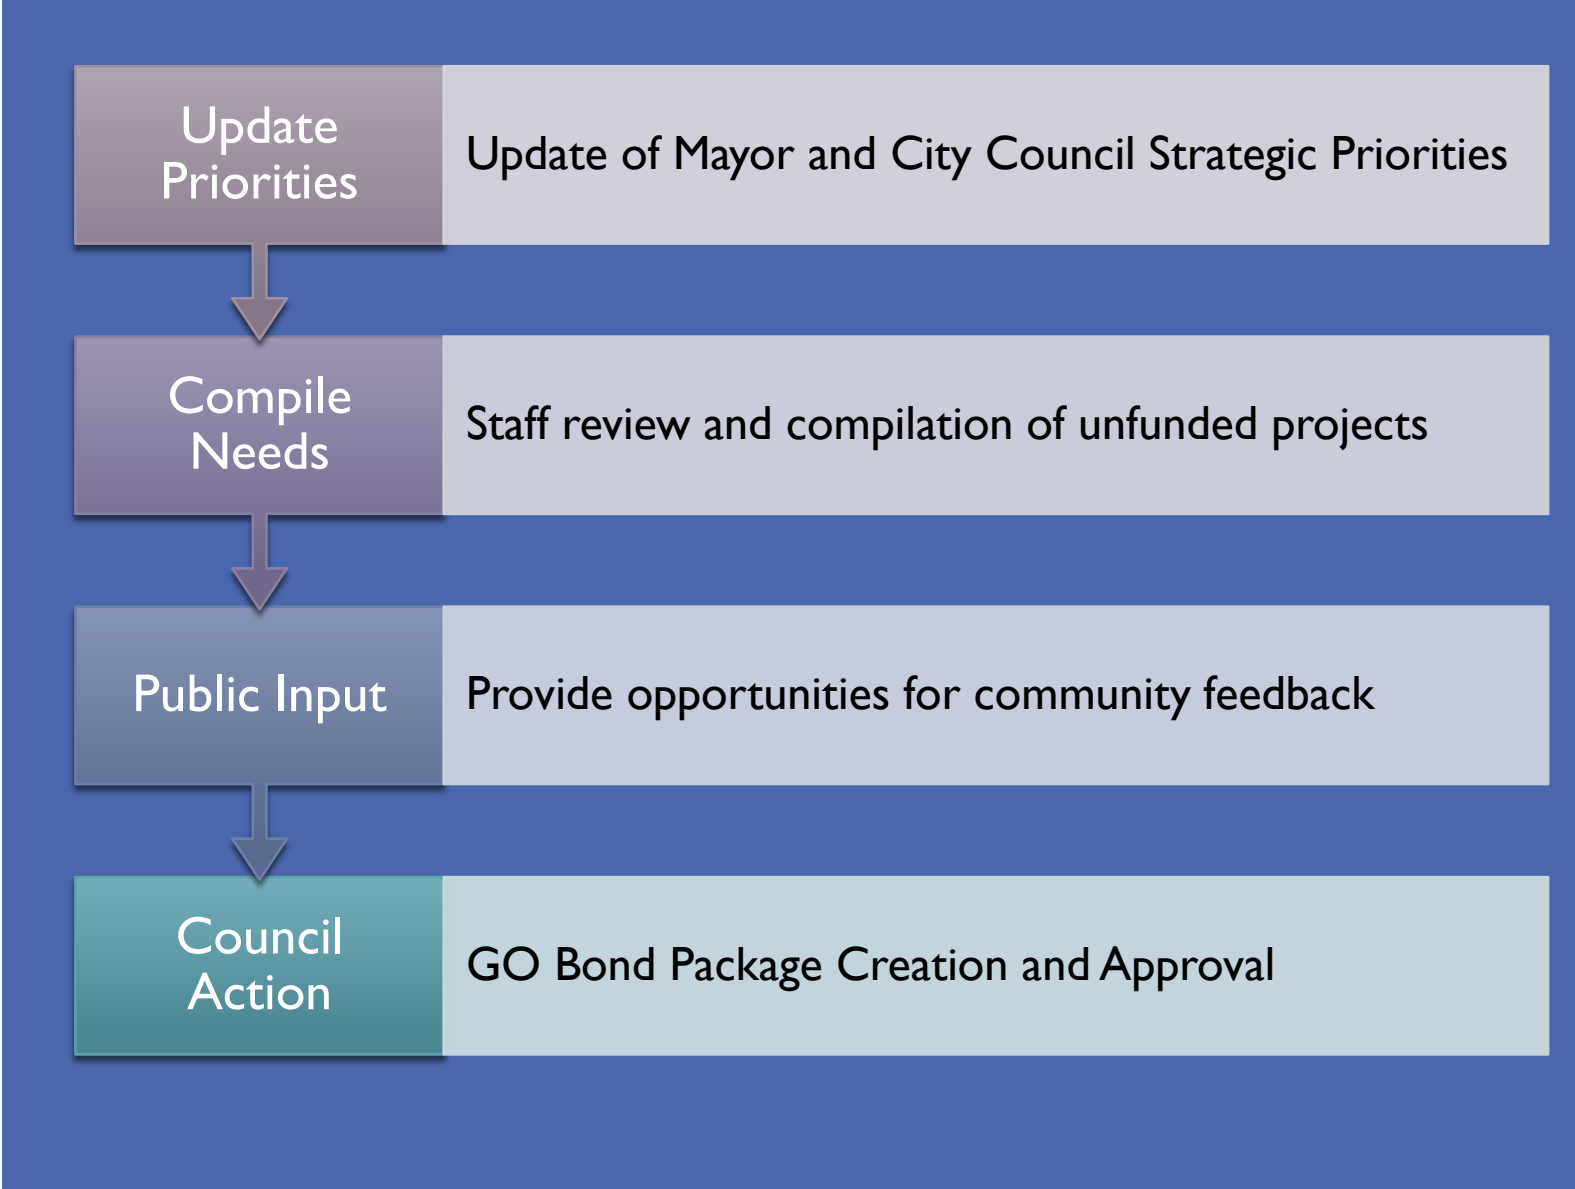 Update
Priorities
Update of Mayor and City Council Strategic Priorities
Compile
Needs
Staff review and compilation of unfunded projects
Public Input
Provide opportunities for community feedback
Council
Action
GO Bond Package Creation and Approval